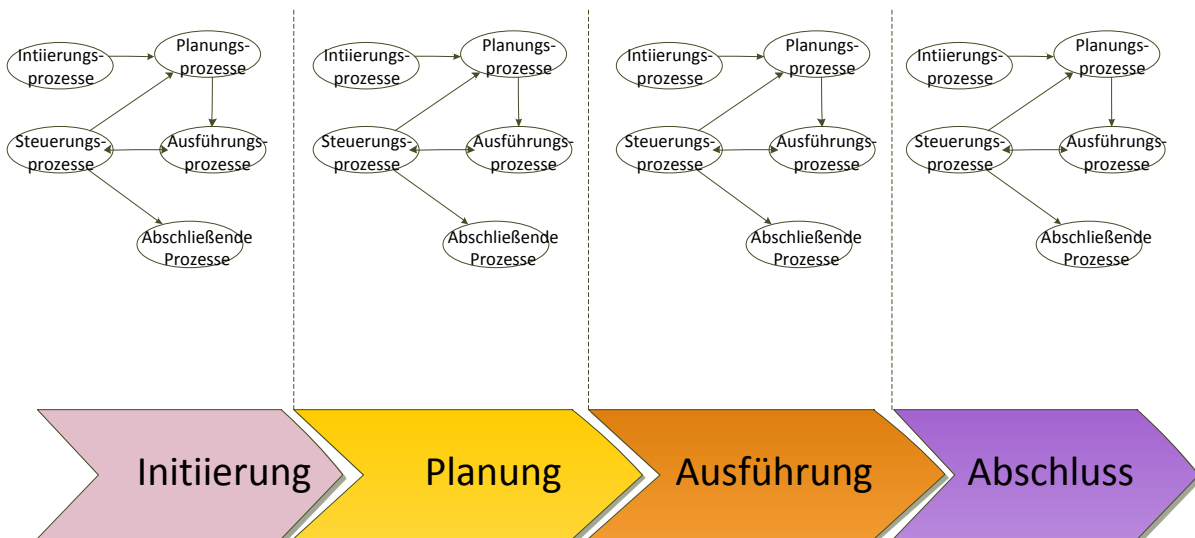 Intiierungs-
prozesse
Planungs-
prozesse
Steuerungs-
prozesse
Ausführungs-
prozesse
Abschließende
Prozesse
Intiierungs-
prozesse
Planungs-
prozesse
Steuerungs-
prozesse
Ausführungs-
prozesse
Abschließende
Prozesse
Intiierungs-
prozesse
Planungs-
prozesse
Steuerungs-
prozesse
Ausführungs-
prozesse
Abschließende
Prozesse
Intiierungs-
prozesse
Planungs-
prozesse
Steuerungs-
prozesse
Ausführungs-
prozesse
Abschließende
Prozesse
Initiierung
Planung
Ausführung
Abschluss